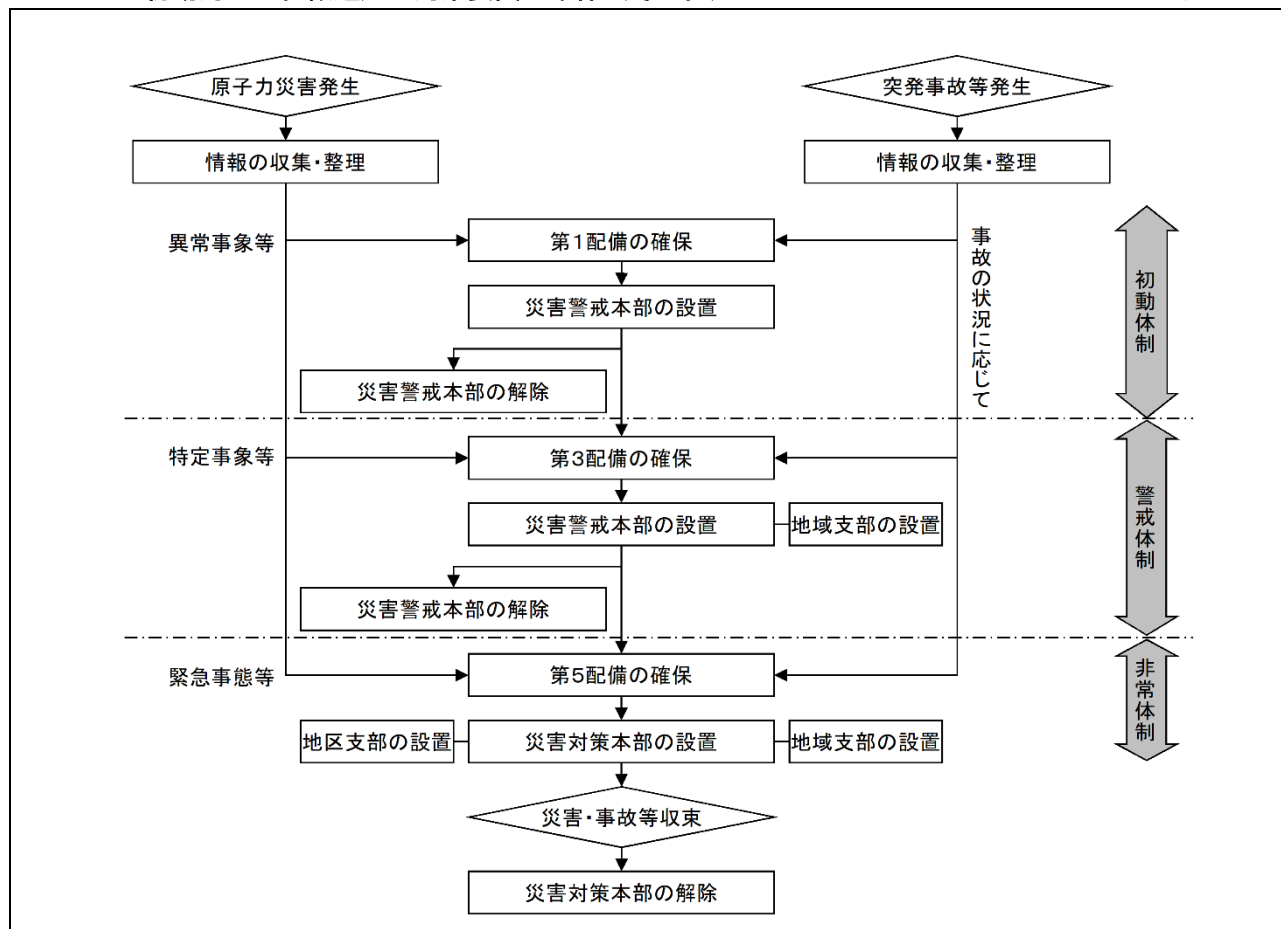 原子力災害発生
突発事故等発生
情報の収集・整理
情報の収集・整理
異常事象等
第1配備の確保
事故の状況に応じて
初動体制
災害警戒本部の設置
災害警戒本部の解除
特定事象等
第3配備の確保
警戒体制
災害警戒本部の設置
地域支部の設置
災害警戒本部の解除
緊急事態等
第5配備の確保
非常体制
地区支部の設置
災害対策本部の設置
地域支部の設置
災害・事故等収束
災害対策本部の解除